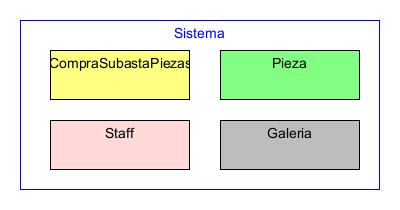 Sistema
CompraSubastaPiezas
Pieza
Staff
Galeria